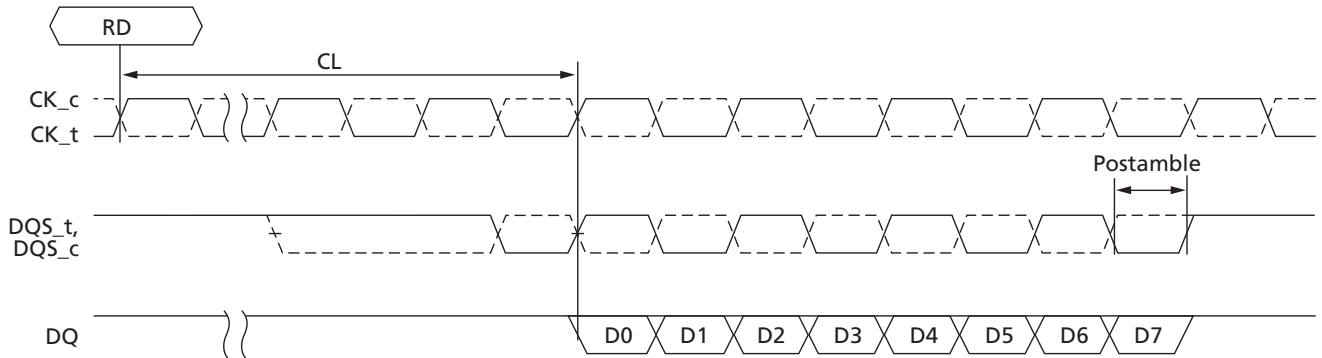 RD
CL
CK_c
CK_t
Postamble
DQS_t,
DQS_c
DQ D0 D1 D2 D3 D4 D5 D6 D7